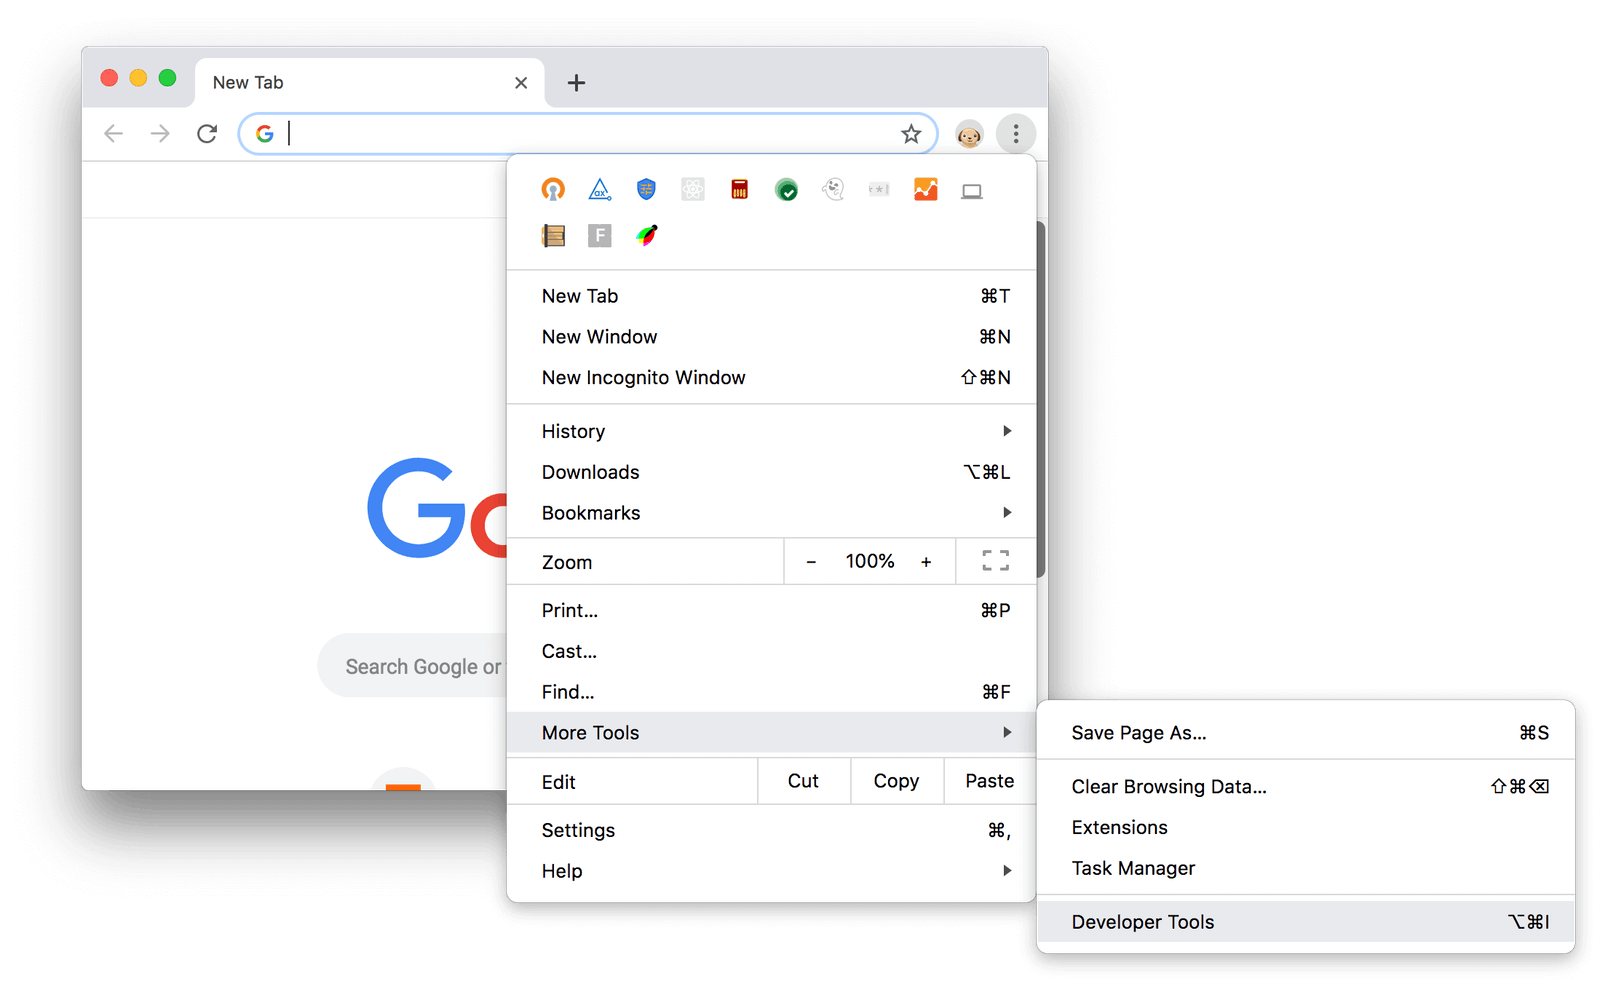 New Tab
ax
F
New Tab ⌘T
New Window ⌘N
New Incognito Window ⇧⌘N
History
Downloads ⌥⌘L
Bookmarks
Go
Zoom - 100% +
Print... ⌘P
Cast...
Search Google or
Find... ⌘F
More Tools
Save Page As... ⌘S
Edit Cut Copy Paste
Clear Browsing Data... ⇧⌘⌫
Settings ⌘,
Extensions
Help
Task Manager
Developer Tools ⌥⌘I